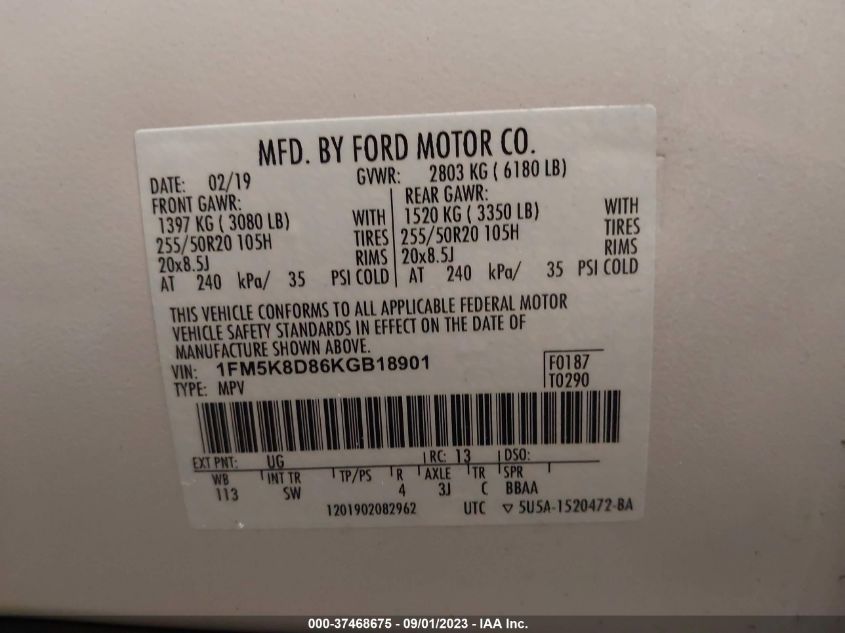 MFD. BY FORD MOTOR CO.
DATE: 02/19 GVWR: 2803 KG ( 6180 LB)
FRONT GAWR: REAR GAWR:
1397 KG ( 3080 LB) WITH 1520 KG ( 3350 LB) WITH
255/50R20 105H TIRES 255/50R20 105H TIRES
20x8.5J RIMS 20x8.5J RIMS
AT 240 kPa/ 35 PSI COLD AT 240 kPa/ 35 PSI COLD
THIS VEHICLE CONFORMS TO ALL APPLICABLE FEDERAL MOTOR
VEHICLE SAFETY STANDARDS IN EFFECT ON THE DATE OF
MANUFACTURE SHOWN ABOVE.
VIN: 1FM5K8D86KGB18901 F0187
TYPE: MPV T0290
EXT PNT: UG RC: 13 DSO:
WB INT TR TP/PS R AXLE TR SPR
113 SW 4 3J C BBAA
1201902082962 UTC ▽ 5U5A-1520472-BA
000-37468675 - 09/01/2023 - IAA Inc.